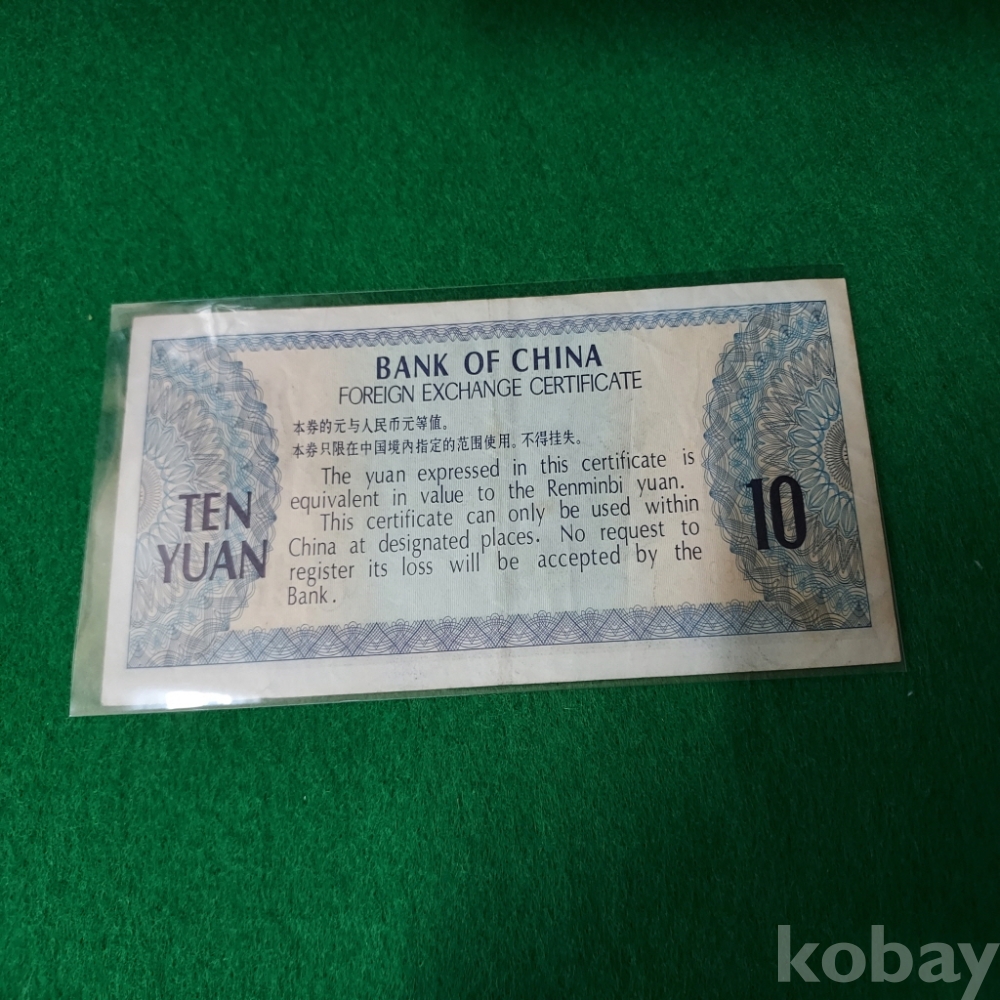 BANK OF CHINA
FOREIGN EXCHANGE CERTIFICATE
本券的元与人民币元等值。
本券只限在中国境内指定的范围使用。不得挂失。
The yuan expressed in this certificate is
equivalent in value to the Renminbi yuan.
This certificate can only be used within
China at designated places. No request to
register its loss will be accepted by the
Bank.
TEN
YUAN
10
kobay